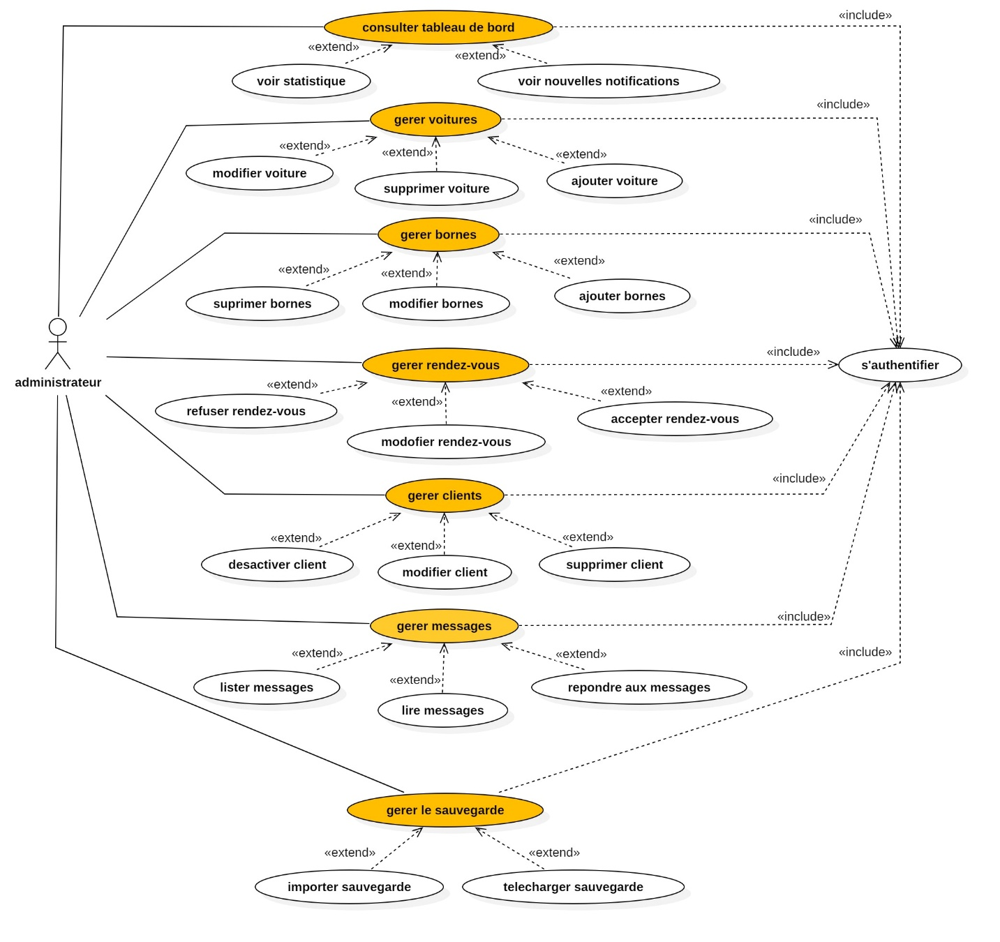 «include»
consulter tableau de bord
«extend»
«extend»
voir statistique
voir nouvelles notifications
«include»
gerer voitures
«extend»
«extend»
«extend»
modifier voiture
supprimer voiture
ajouter voiture
«include»
gerer bornes
«extend»
«extend»
«extend»
suprimer bornes
modifier bornes
ajouter bornes
«include»
gerer rendez-vous
s'authentifier
administrateur
«extend»
«extend»
«extend»
refuser rendez-vous
modofier rendez-vous
accepter rendez-vous
«include»
gerer clients
«extend»
«extend»
«extend»
desactiver client
modifier client
supprimer client
«include»
gerer messages
«extend»
«extend»
«extend»
«include»
lister messages
lire messages
repondre aux messages
gerer le sauvegarde
«extend»
«extend»
importer sauvegarde
telecharger sauvegarde